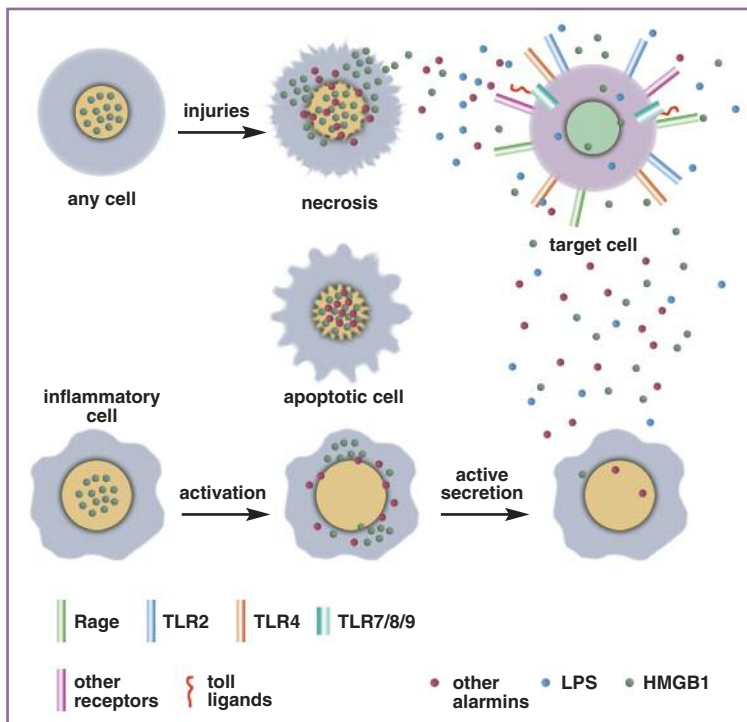 injuries
any cell
necrosis
target cell
inflammatory
cell
apoptotic cell
activation
active
secretion
Rage
TLR2
TLR4
TLR7/8/9
other
receptors
toll
ligands
other
alarmins
LPS
HMGB1